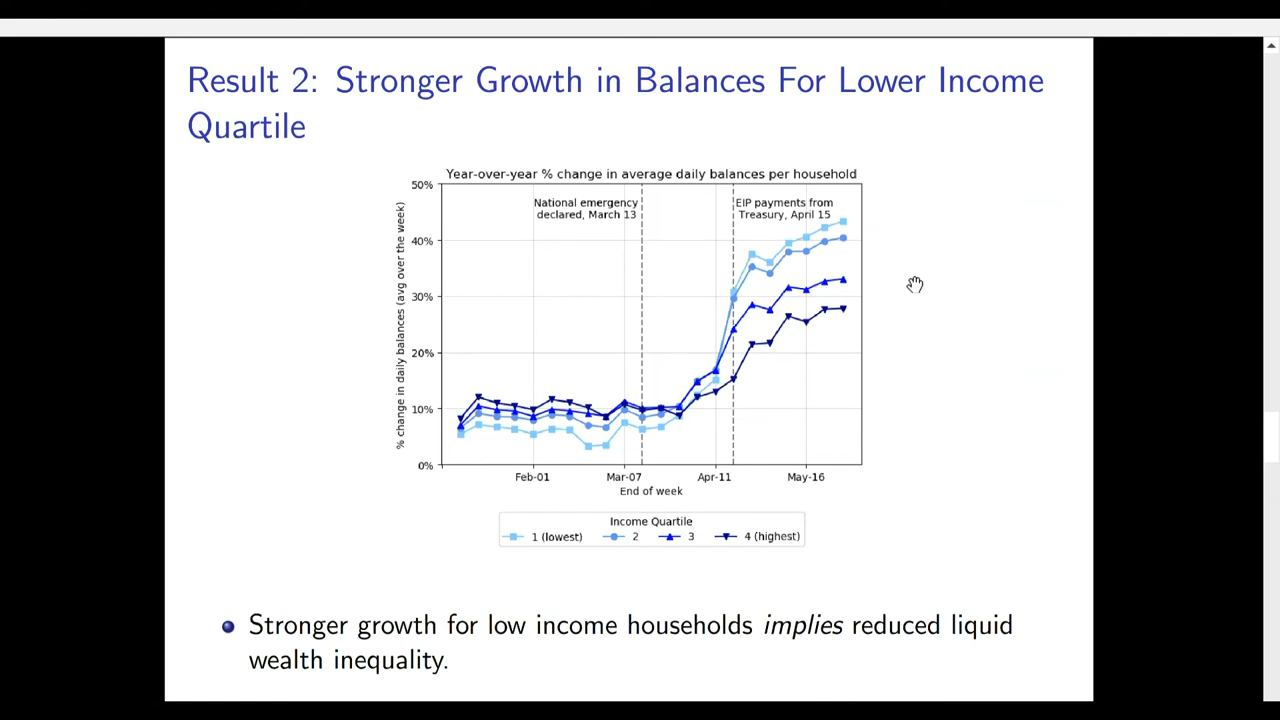 Result 2: Stronger Growth in Balances For Lower Income
Quartile
Year-over-year % change in average daily balances per household
% change in daily balances (avg over the week)
50%
40%
30%
20%
10%
0%
National emergency
declared, March 13
EIP payments from
Treasury, April 15
Feb-01
Mar-07
Apr-11
May-16
End of week
Income Quartile
1 (lowest)
2
3
4 (highest)
Stronger growth for low income households implies reduced liquid
wealth inequality.